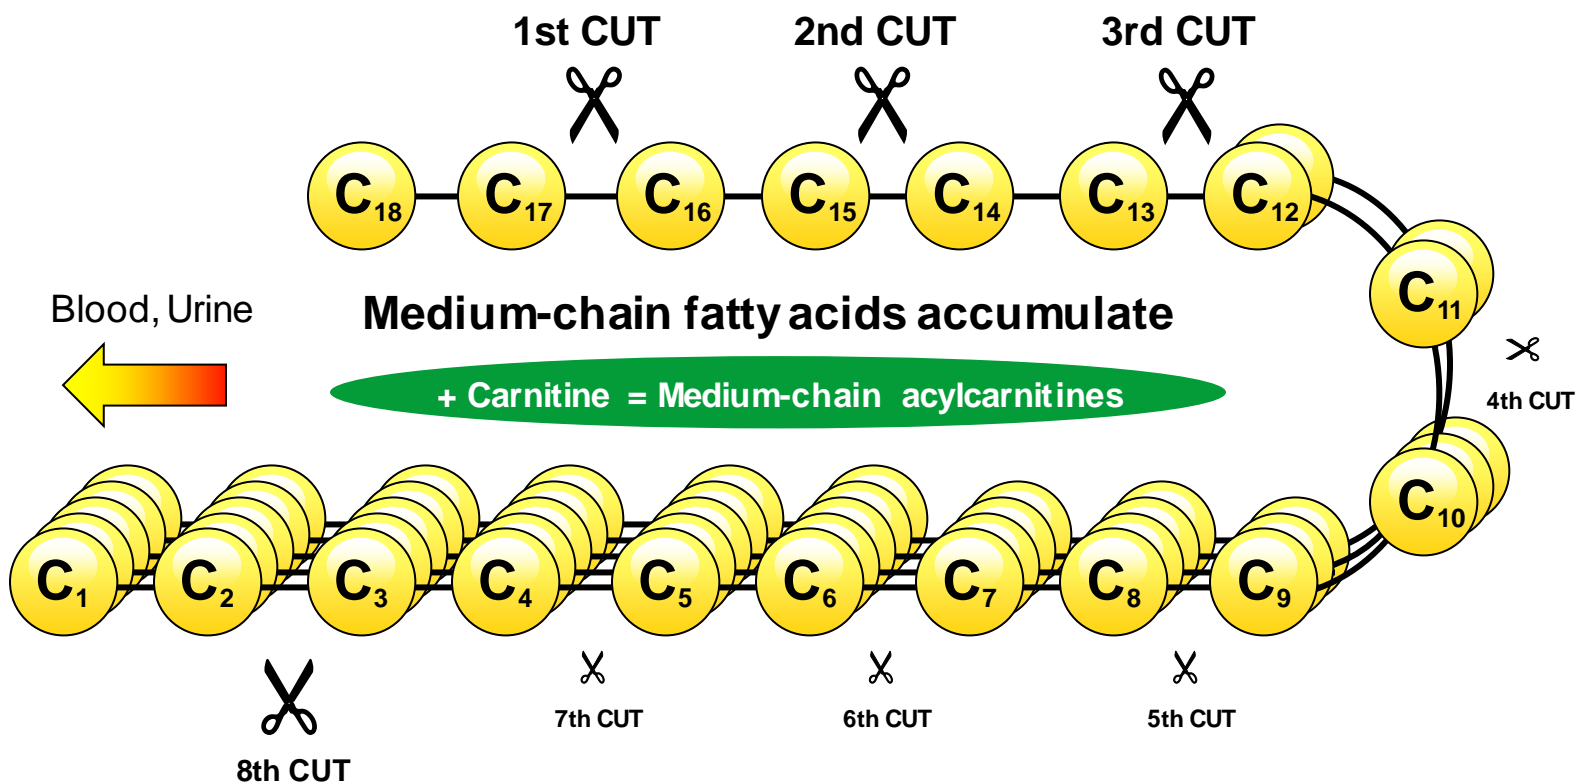 1st CUT 2nd CUT 3rd CUT
C18 C17 C16 C15 C14 C13 C12
C11
Blood, Urine
Medium-chain fatty acids accumulate
+ Carnitine = Medium-chain acylcarnitines
4th CUT
C10
C1 C2 C3 C4 C5 C6 C7 C8 C9
7th CUT 6th CUT 5th CUT
8th CUT